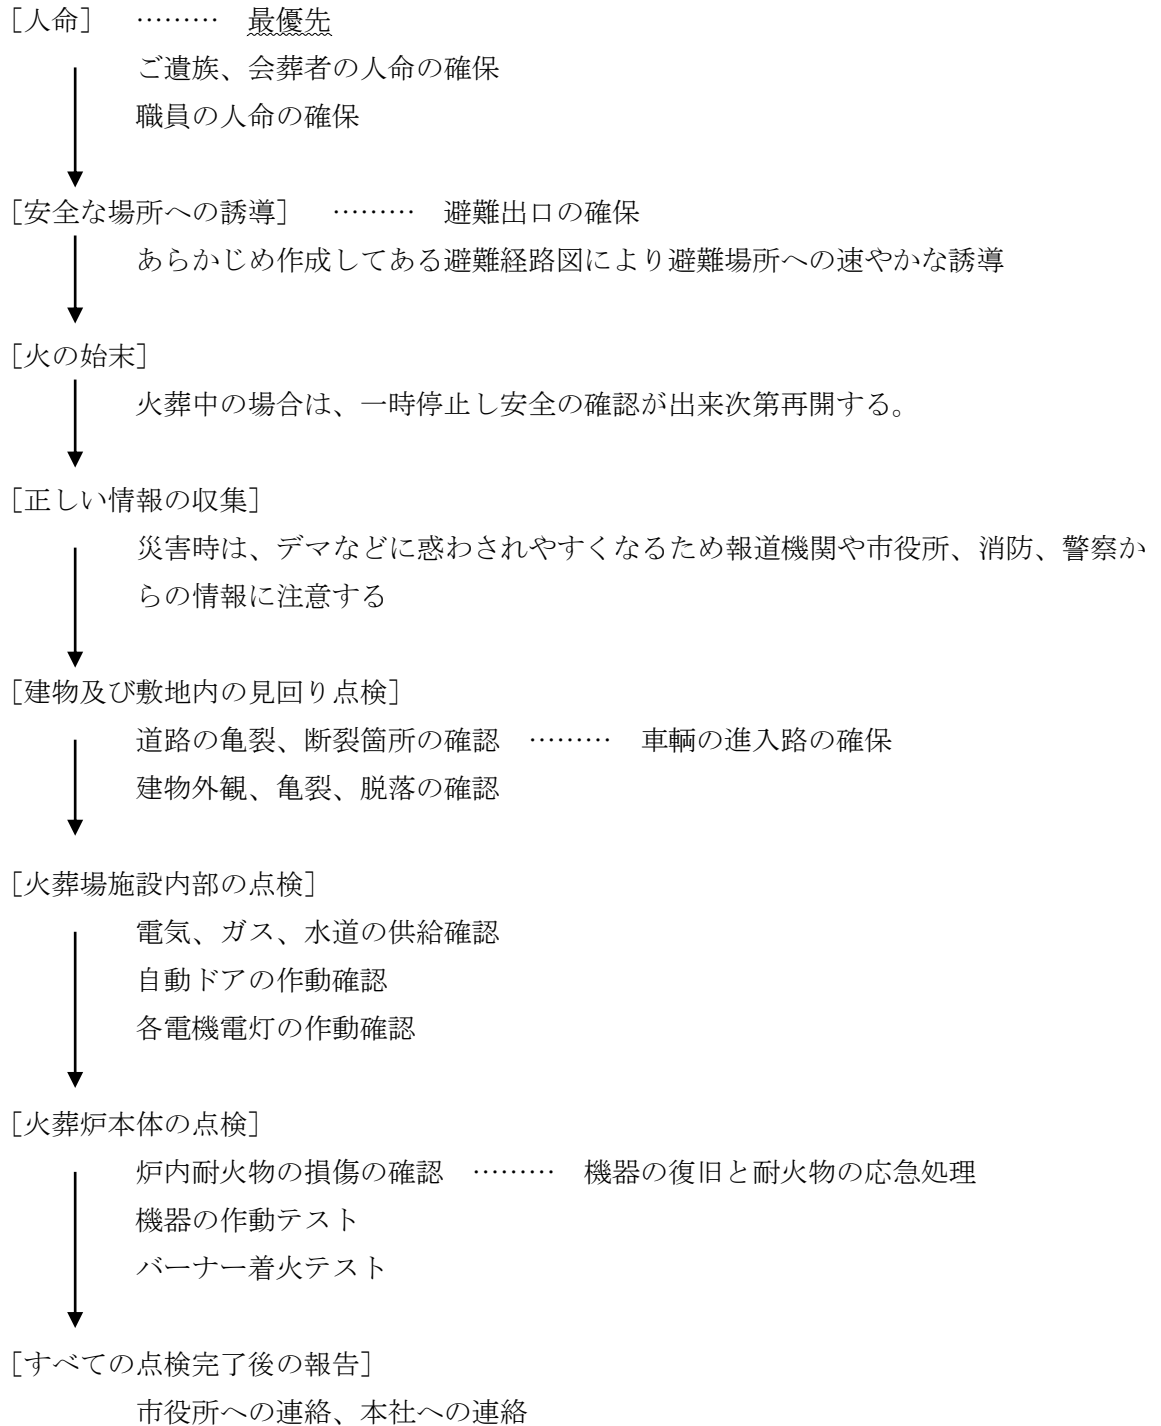 ［人命］　………　最優先
ご遺族、会葬者の人命の確保
職員の人命の確保
［安全な場所への誘導］　………　避難出口の確保
あらかじめ作成してある避難経路図により避難場所への速やかな誘導
［火の始末］
火葬中の場合は、一時停止し安全の確認が出来次第再開する。
［正しい情報の収集］
災害時は、デマなどに惑わされやすくなるため報道機関や市役所、消防、警察か
らの情報に注意する
［建物及び敷地内の見回り点検］
道路の亀裂、断裂箇所の確認　………　車輌の進入路の確保
建物外観、亀裂、脱落の確認
［火葬場施設内部の点検］
電気、ガス、水道の供給確認
自動ドアの作動確認
各電機電灯の作動確認
［火葬炉本体の点検］
炉内耐火物の損傷の確認　………　機器の復旧と耐火物の応急処理
機器の作動テスト
バーナー着火テスト
［すべての点検完了後の報告］
市役所への連絡、本社への連絡